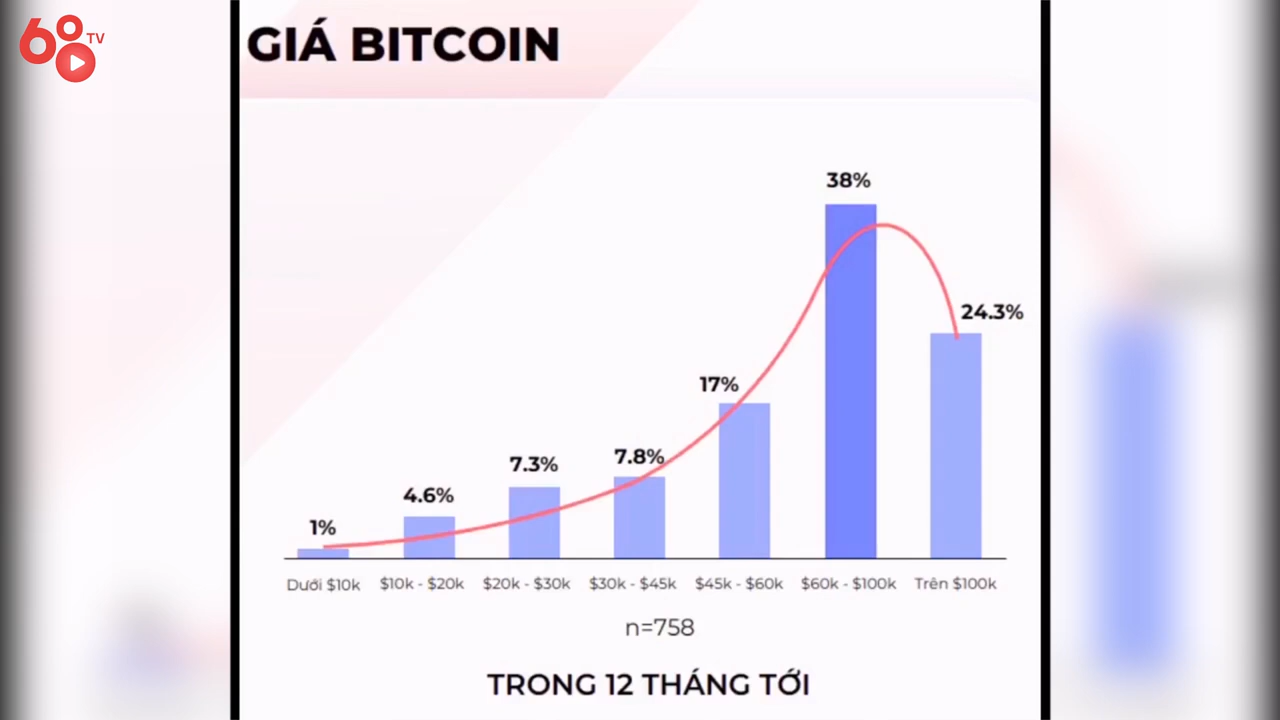 68 TV
GIÁ BITCOIN
38%
24.3%
17%
7.8%
7.3%
4.6%
1%
Dưới $10k $10k - $20k $20k - $30k $30k - $45k $45k - $60k $60k - $100k Trên $100k
n=758
TRONG 12 THÁNG TỚI